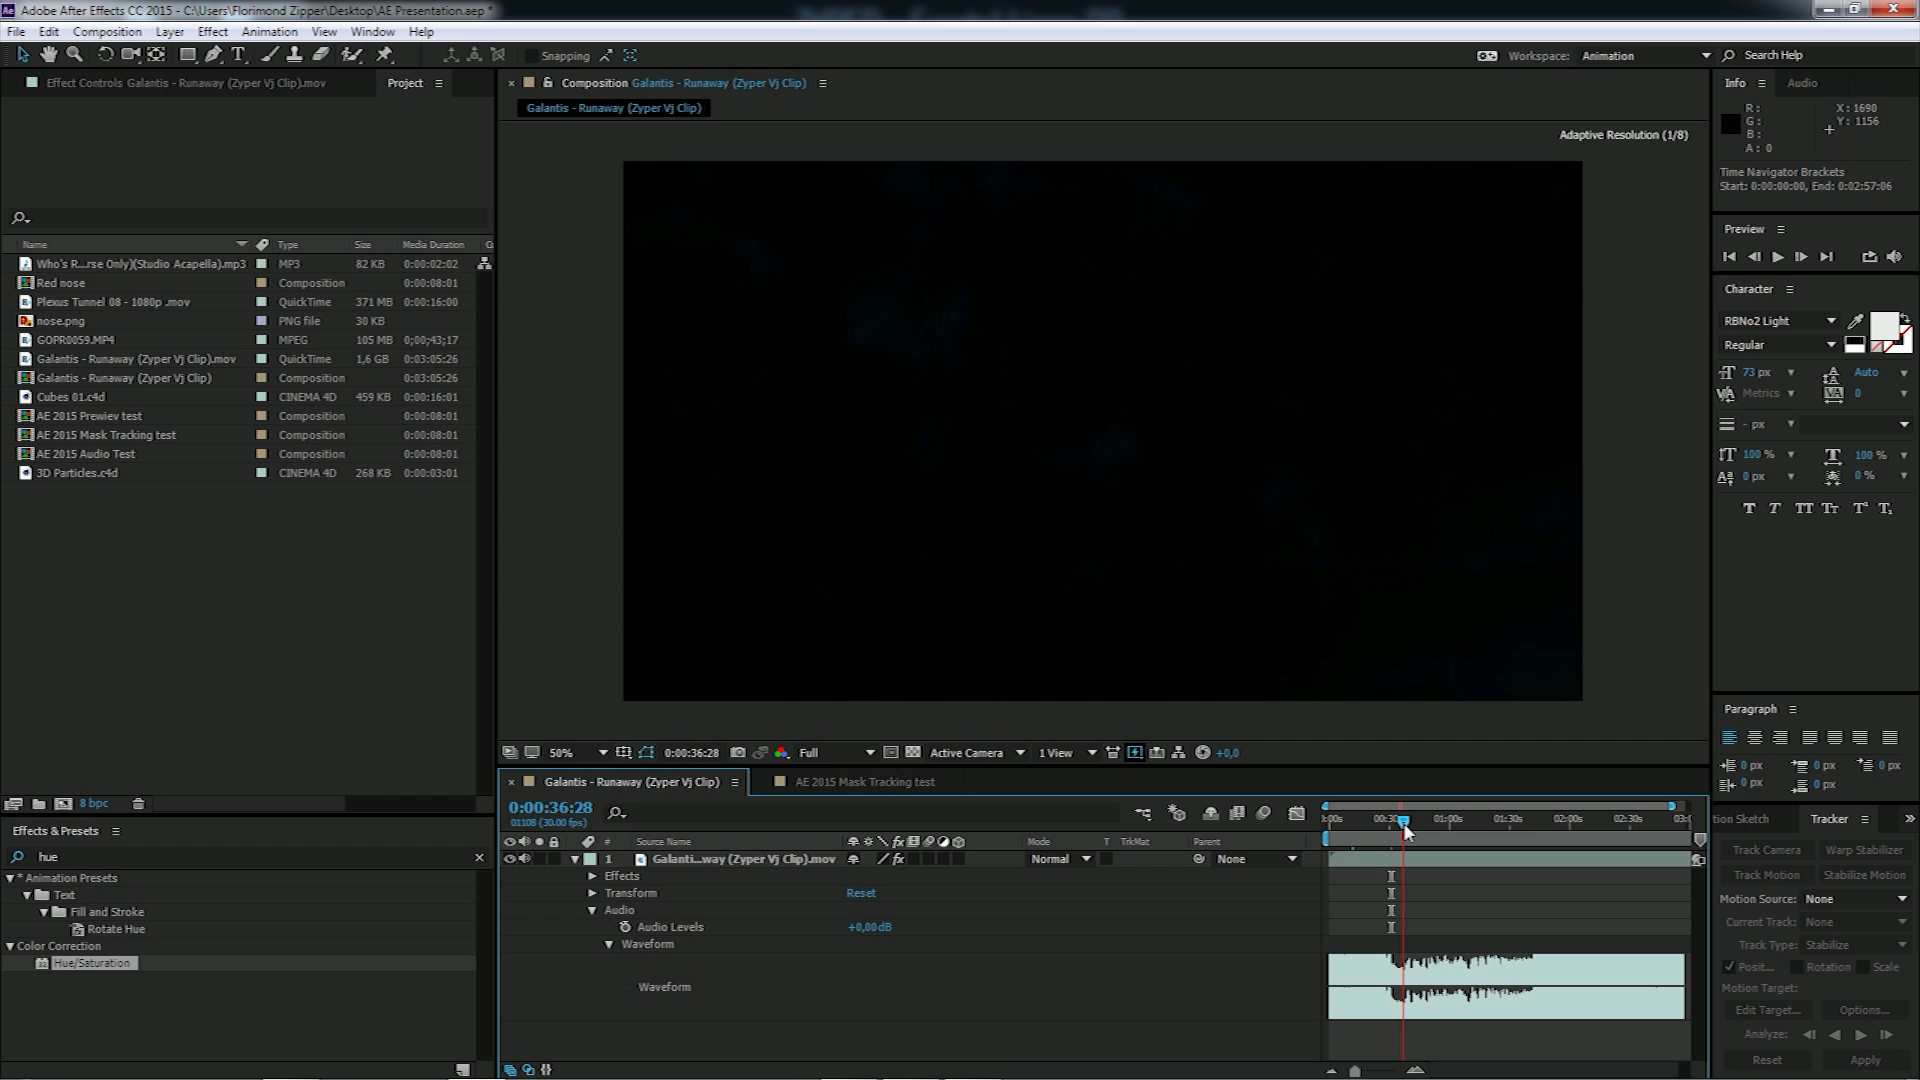 Adobe After Effects CC 2015 - C:\Users\Florimond Zipper\Desktop\AE Presentation.aep *
File Edit Composition Layer Effect Animation View Window Help
Snapping
Workspace: Animation
Search Help
Effect Controls Galantis - Runaway (Zyper Vj Clip).mov
Project
Composition Galantis - Runaway (Zyper Vj Clip)
Galantis - Runaway (Zyper Vj Clip)
Adaptive Resolution (1/8)
Info Audio
R:
G:
B:
A: 0
X: 1690
Y: 1156
Time Navigator Brackets
Start: 0:00:00:00, End: 0:02:57:06
Preview
Character
RBNo2 Light
Regular
73 px
Auto
Metrics
0
- px
100 %
100 %
0 px
0 %
Name Type Size Media Duration
Who's R...rse Only)(Studio Acapella).mp3 MP3 82 KB 0:00:02:02
Red nose Composition 0:00:08:01
Plexus Tunnel 08 - 1080p .mov QuickTime 371 MB 0:00:16:00
nose.png PNG file 30 KB
GOPR0059.MP4 MPEG 105 MB 0;00;43;17
Galantis - Runaway (Zyper Vj Clip).mov QuickTime 1,6 GB 0:03:05:26
Galantis - Runaway (Zyper Vj Clip) Composition 0:03:05:26
Cubes 01.c4d CINEMA 4D 459 KB 0:00:16:01
AE 2015 Prewiev test Composition 0:00:08:01
AE 2015 Mask Tracking test Composition 0:00:08:01
AE 2015 Audio Test Composition 0:00:08:01
3D Particles.c4d CINEMA 4D 268 KB 0:00:03:01
8 bpc
50% 0:00:36:28 Full Active Camera 1 View +0,0
Paragraph
0 px 0 px 0 px
0 px 0 px
Effects & Presets
hue
* Animation Presets
Text
Fill and Stroke
Rotate Hue
Color Correction
Hue/Saturation
Galantis - Runaway (Zyper Vj Clip)
AE 2015 Mask Tracking test
0:00:36:28
01108 (30.00 fps)
# Source Name Mode T TrkMat Parent
1 Galanti...way (Zyper Vj Clip).mov Normal None
Effects
Transform Reset
Audio
Audio Levels +0,00dB
Waveform
Waveform
01:00s 01:30s 02:00s 02:30s
tion Sketch Tracker
Track Camera Warp Stabilizer
Track Motion Stabilize Motion
Motion Source: None
Current Track: None
Track Type: Stabilize
Posit... Rotation Scale
Motion Target:
Edit Target... Options...
Analyze:
Reset Apply